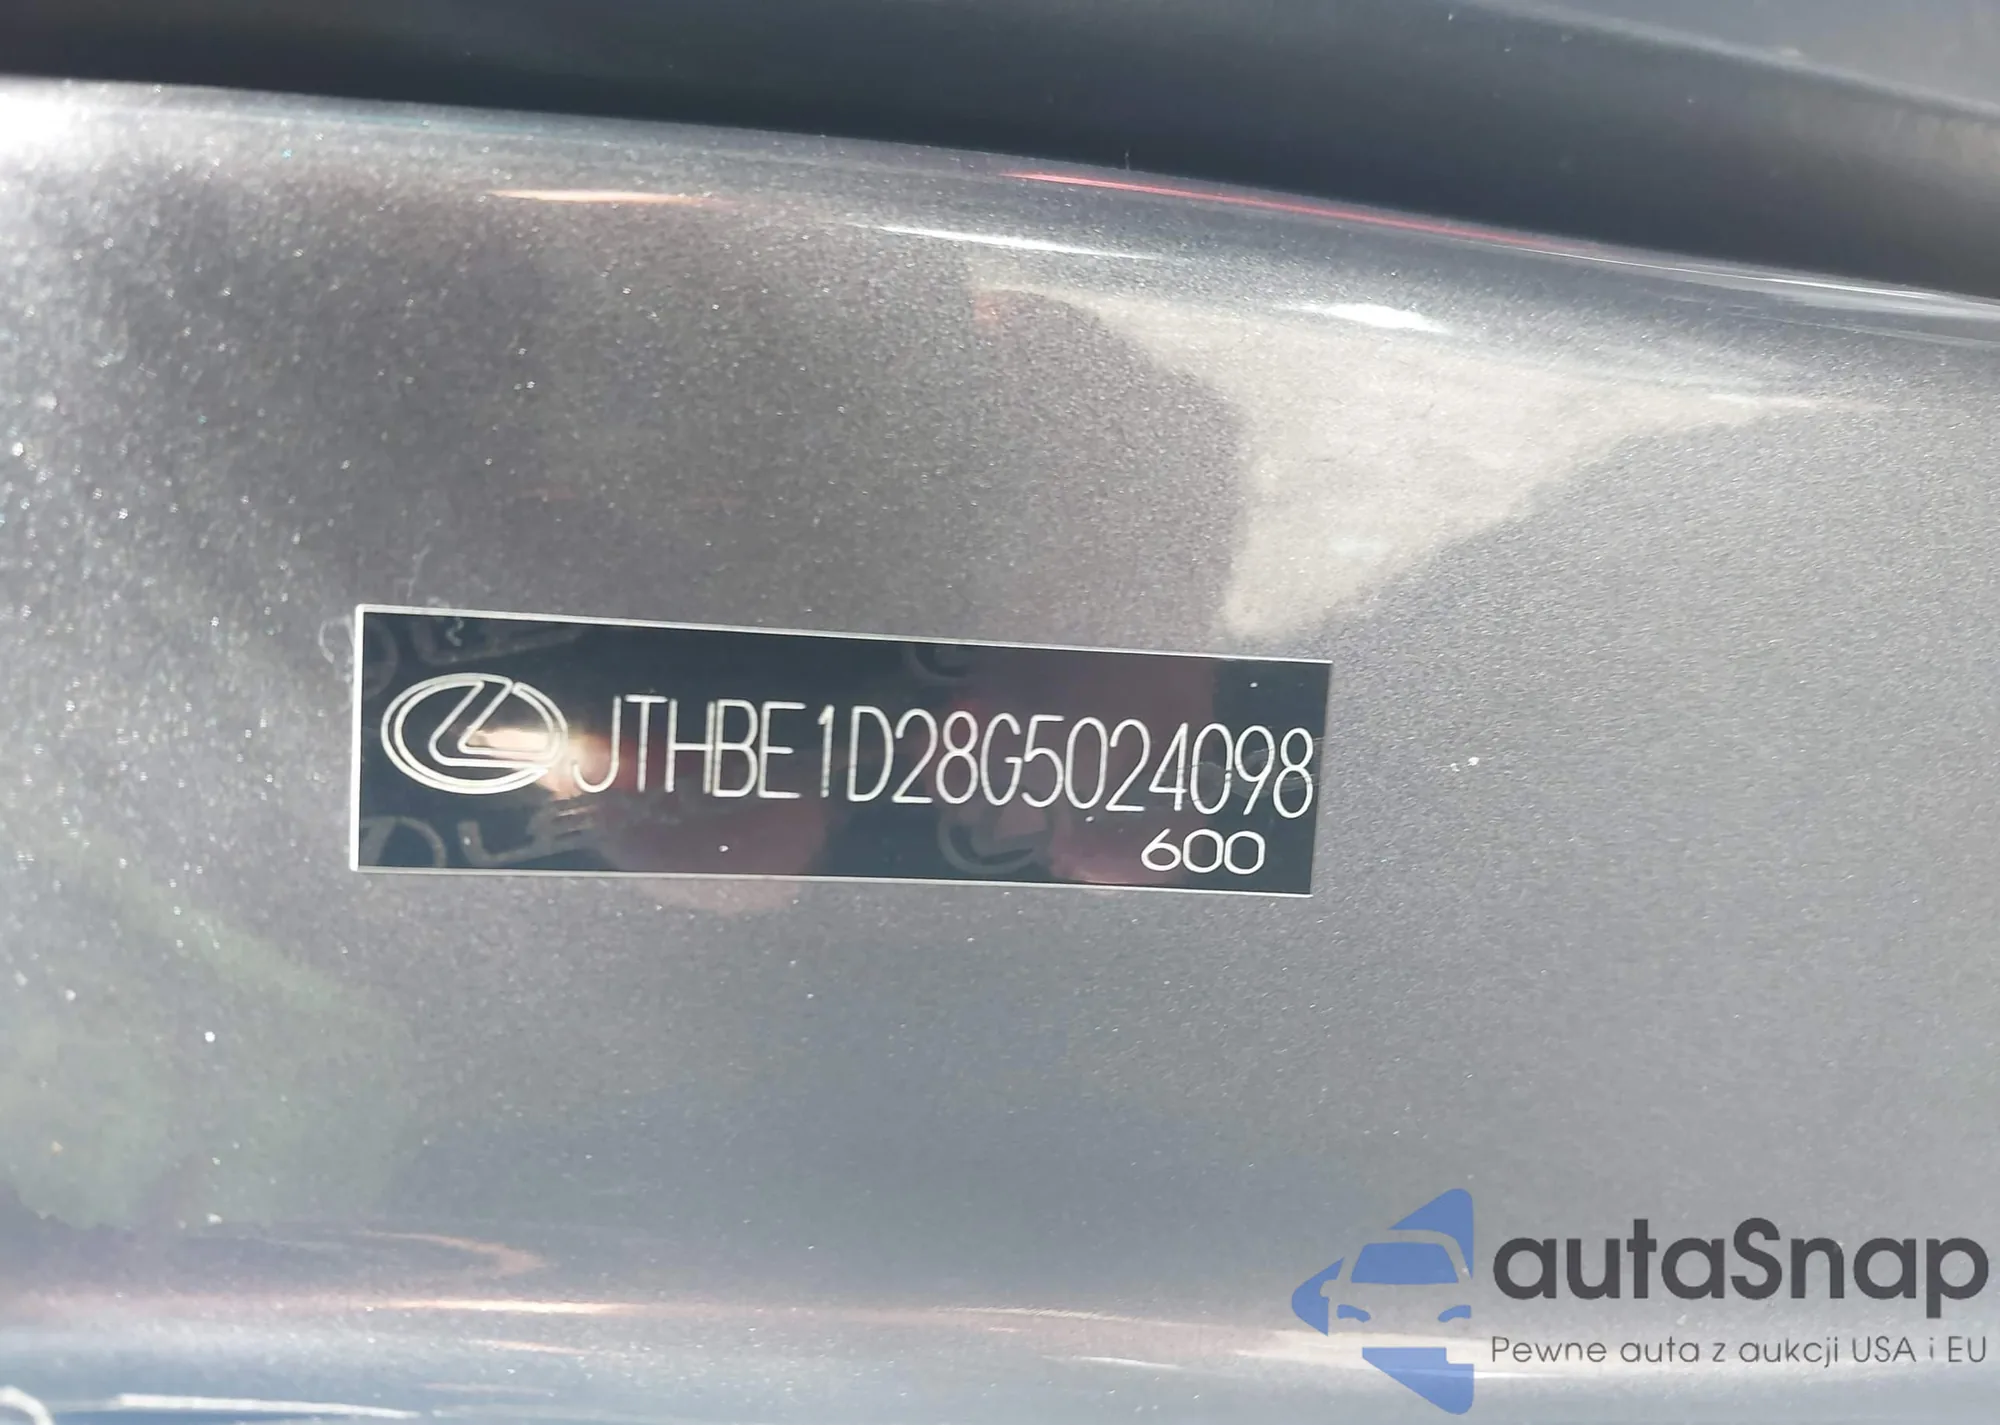 JTHBE1D28G5024098
600
autaSnap
Pewne auta z aukcji USA i EU